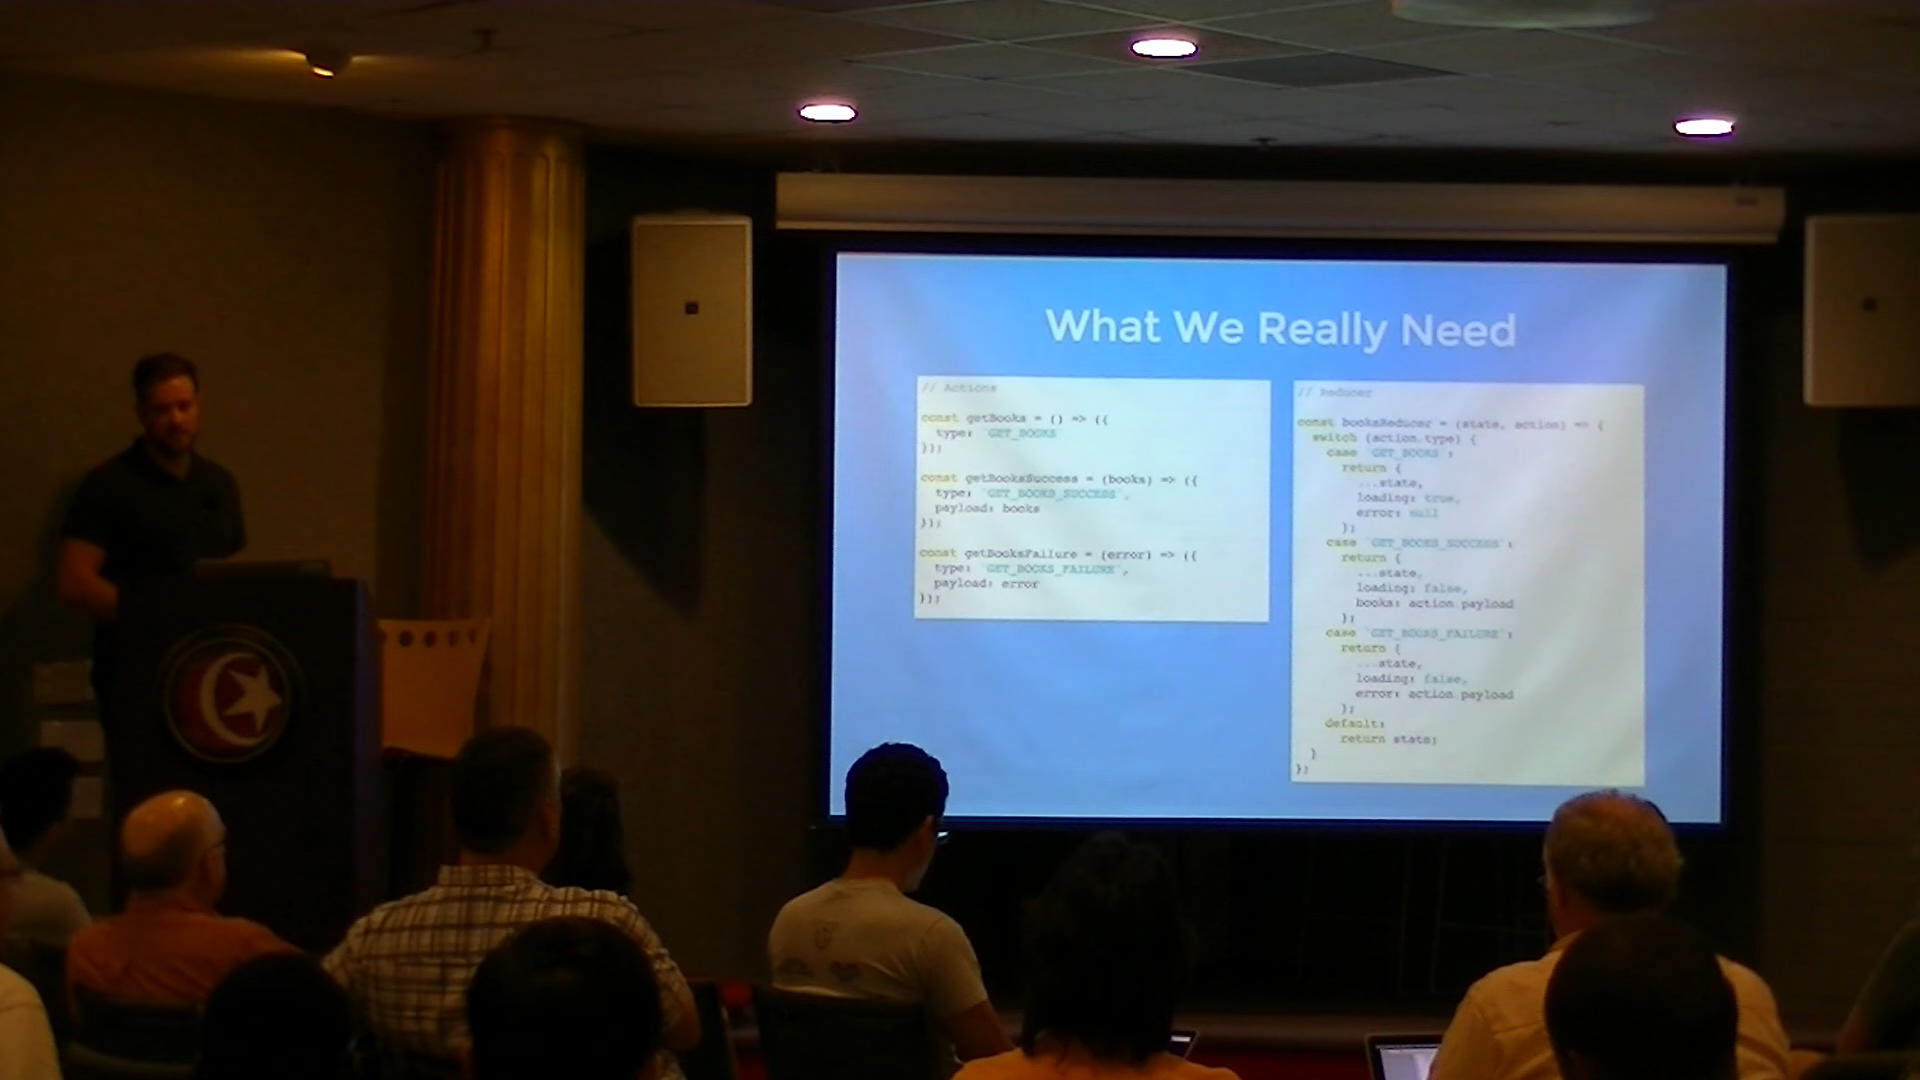 What We Really Need
// Actions
const getBooks = () => ({
type: `GET_BOOKS`
});
const getBooksSuccess = (books) => ({
type: `GET_BOOKS_SUCCESS`,
payload: books
});
const getBooksFailure = (error) => ({
type: `GET_BOOKS_FAILURE`,
payload: error
});
// Reducer
const booksReducer = (state, action) => {
switch (action.type) {
case `GET_BOOKS`:
return {
...state,
loading: true,
error: null
};
case `GET_BOOKS_SUCCESS`:
return {
...state,
loading: false,
books: action.payload
};
case `GET_BOOKS_FAILURE`:
return {
...state,
loading: false,
error: action.payload
};
default:
return state;
}
};